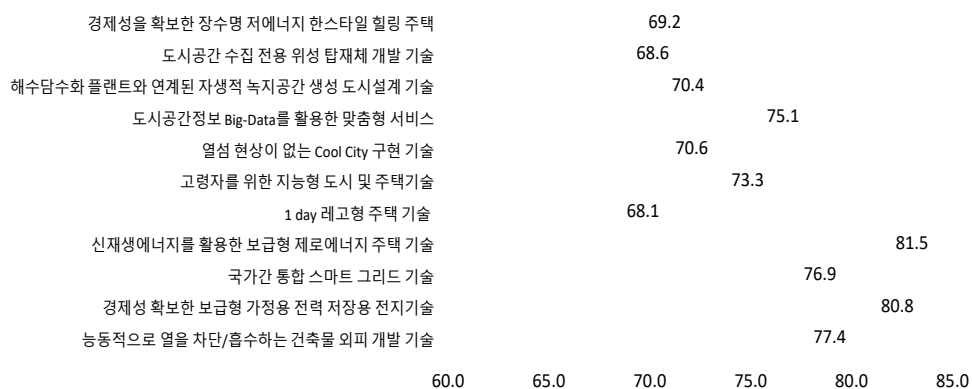 경제성을 확보한 장수명 저에너지 한스타일 힐링 주택 69.2
도시공간 수집 전용 위성 탑재체 개발 기술 68.6
해수담수화 플랜트와 연계된 자생적 녹지공간 생성 도시설계 기술 70.4
도시공간정보 Big-Data를 활용한 맞춤형 서비스 75.1
열섬 현상이 없는 Cool City 구현 기술 70.6
고령자를 위한 지능형 도시 및 주택기술 73.3
1 day 레고형 주택 기술 68.1
신재생에너지를 활용한 보급형 제로에너지 주택 기술 81.5
국가간 통합 스마트 그리드 기술 76.9
경제성 확보한 보급형 가정용 전력 저장용 전지기술 80.8
능동적으로 열을 차단/흡수하는 건축물 외피 개발 기술 77.4
60.0 65.0 70.0 75.0 80.0 85.0